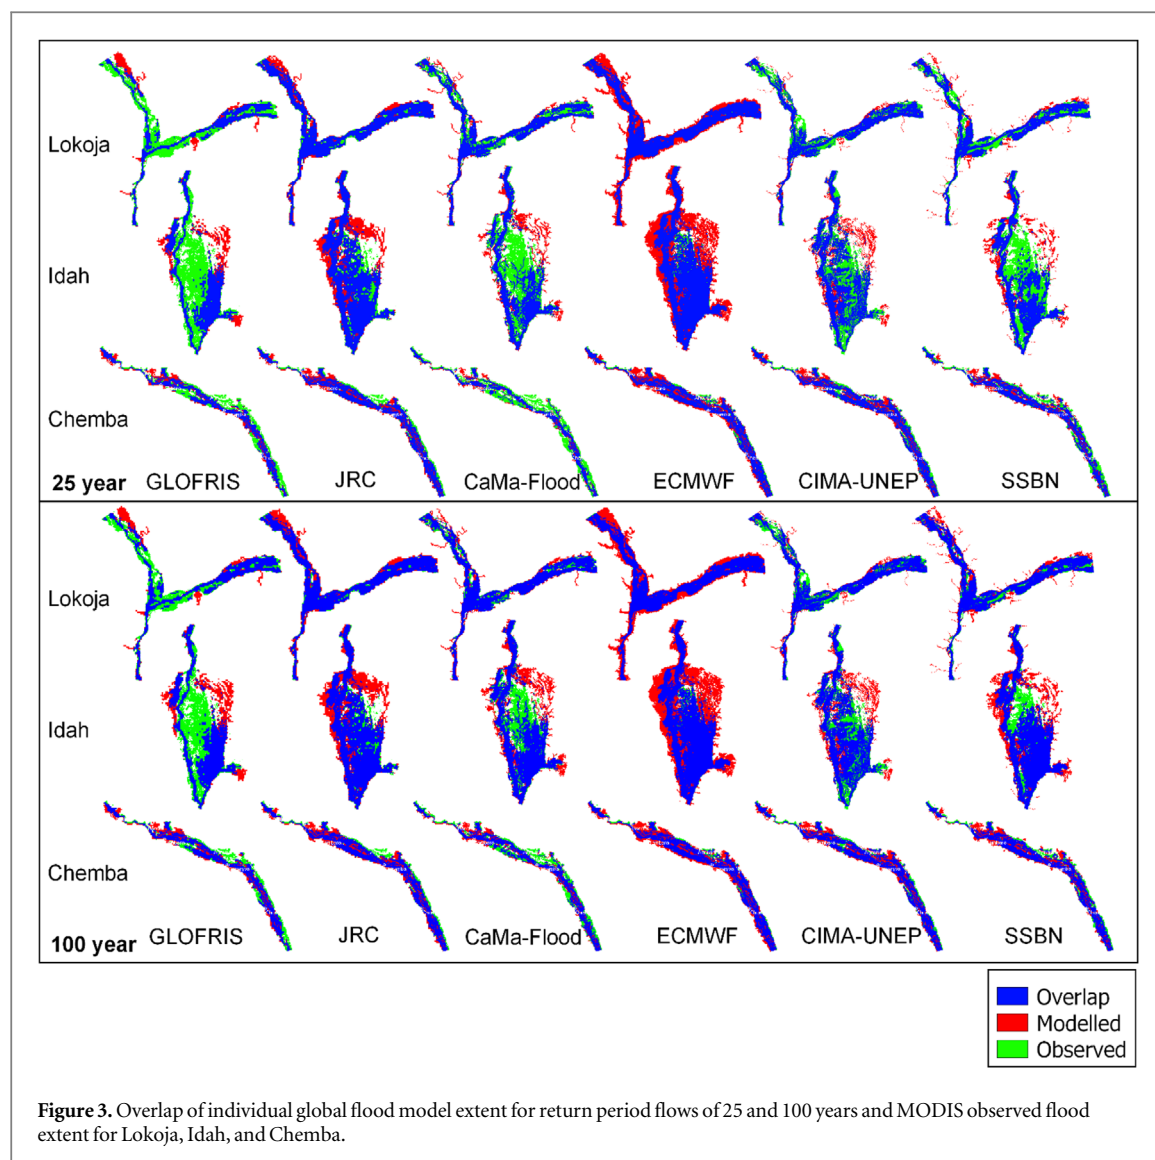 Lokoja
Idah
Chemba
25 year GLOFRIS JRC CaMa-Flood ECMWF CIMA-UNEP SSBN
Lokoja
Idah
Chemba
100 year GLOFRIS JRC CaMa-Flood ECMWF CIMA-UNEP SSBN
Overlap
Modelled
Observed
Figure 3. Overlap of individual global flood model extent for return period flows of 25 and 100 years and MODIS observed flood
extent for Lokoja, Idah, and Chemba.